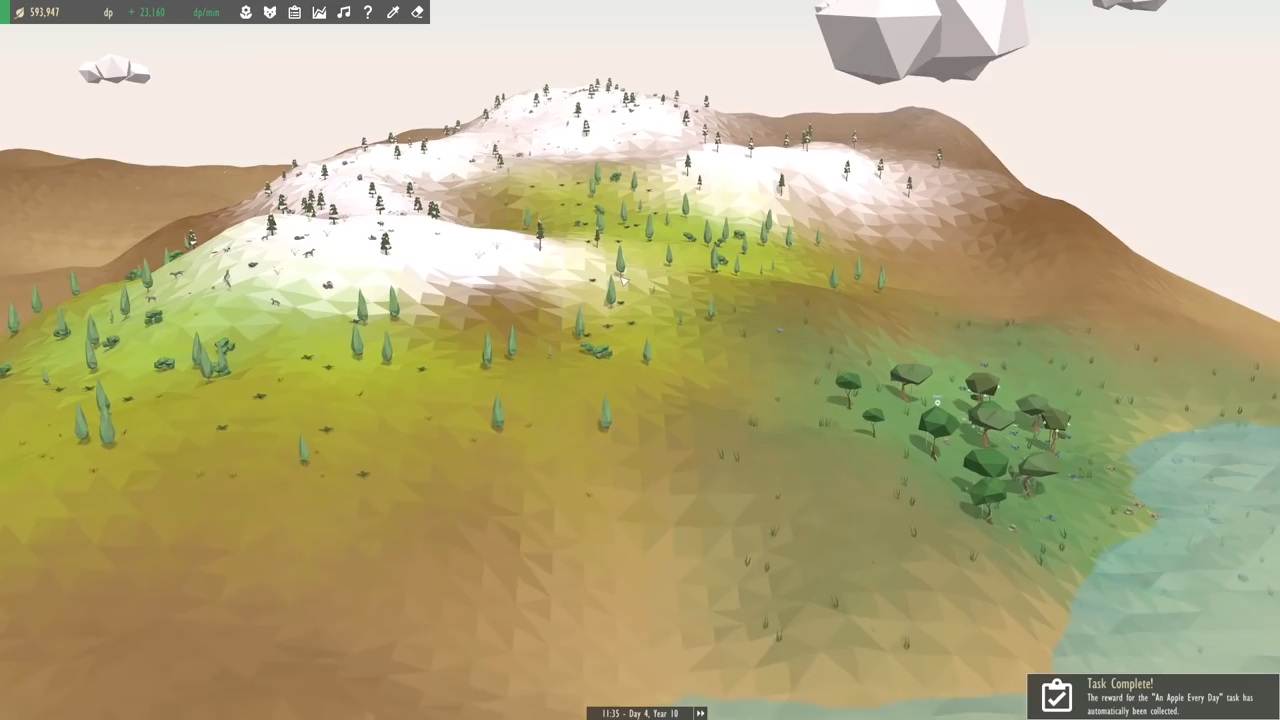 593,947 dp + 23,160 dp/min
?
Task Complete!
The reward for the "An Apple Every Day" task has
automatically been collected.
11:35 - Day 4, Year 10